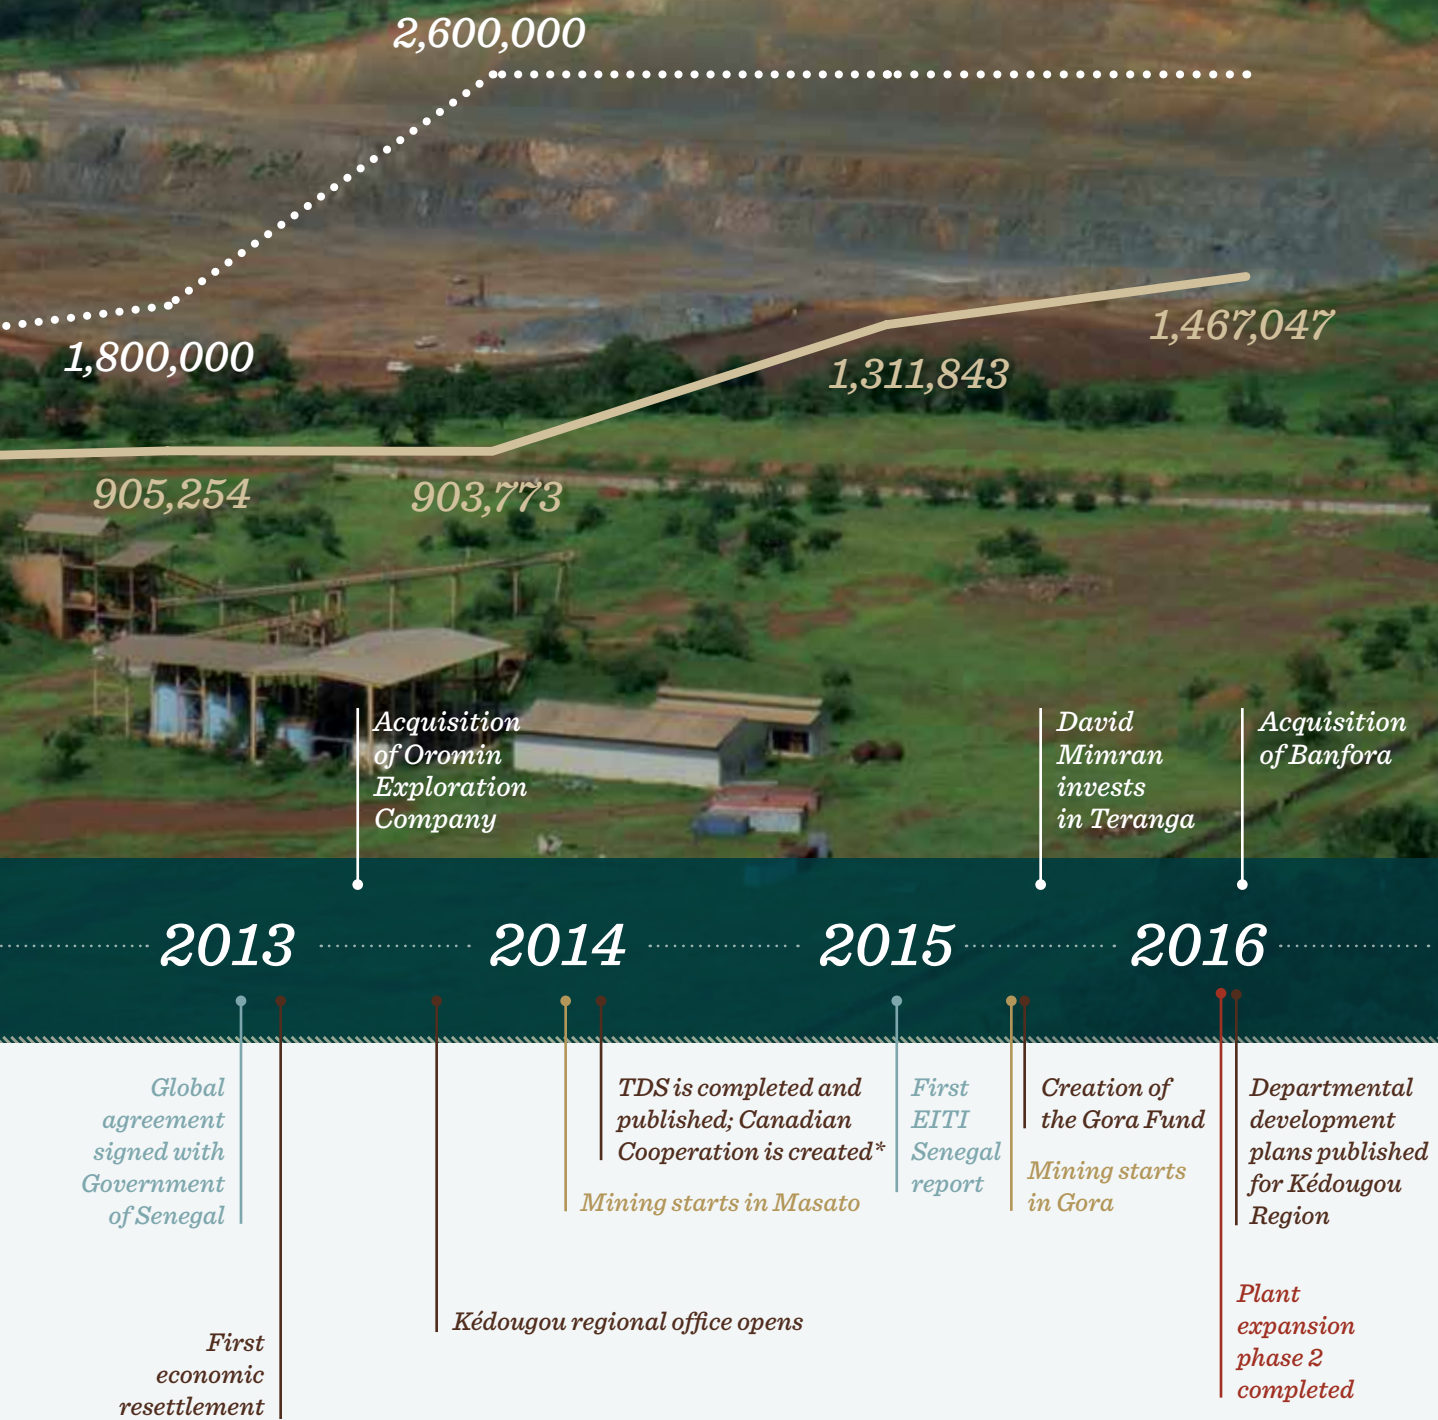 2,600,000
1,800,000
1,467,047
1,311,843
905,254
903,773
Acquisition
of Oromin
Exploration
Company
David
Mimran
invests
in Teranga
Acquisition
of Banfora
2013
2014
2015
2016
Global
agreement
signed with
Government
of Senegal
First
economic
resettlement
Kédougou regional office opens
TDS is completed and
published; Canadian
Cooperation is created*
Mining starts in Masato
First
EITI
Senegal
report
Creation of
the Gora Fund
Mining starts
in Gora
Departmental
development
plans published
for Kédougou
Region
Plant
expansion
phase 2
completed